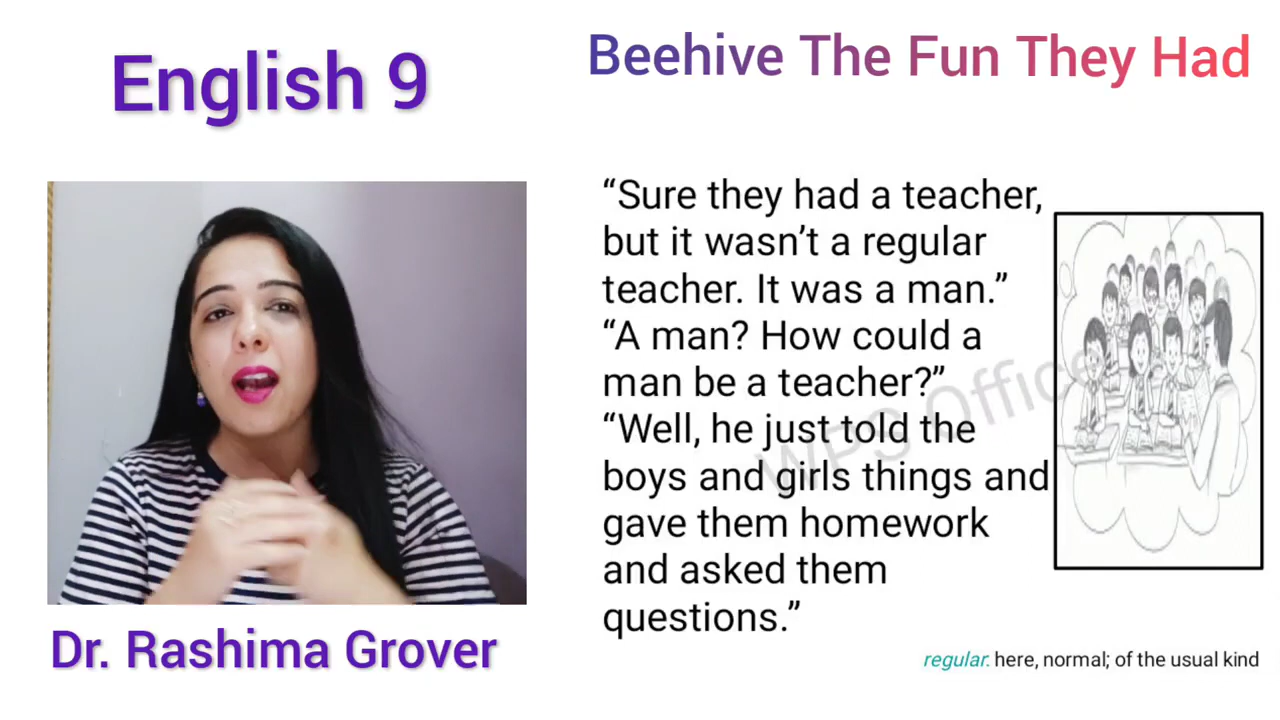 English 9
Beehive The Fun They Had
“Sure they had a teacher,
but it wasn’t a regular
teacher. It was a man.”
“A man? How could a
man be a teacher?”
“Well, he just told the
boys and girls things and
gave them homework
and asked them
questions.”
WPS Office
Dr. Rashima Grover
regular: here, normal; of the usual kind